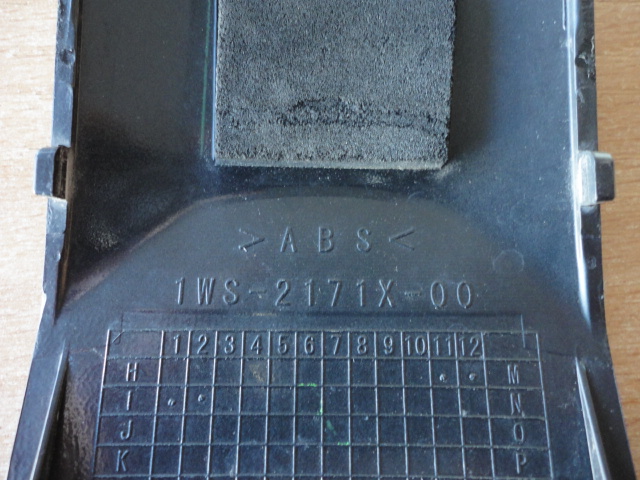 >ABS<
1WS-2171X-00
1 2 3 4 5 6 7 8 9 10 11 12
H M
I N
J O
K P